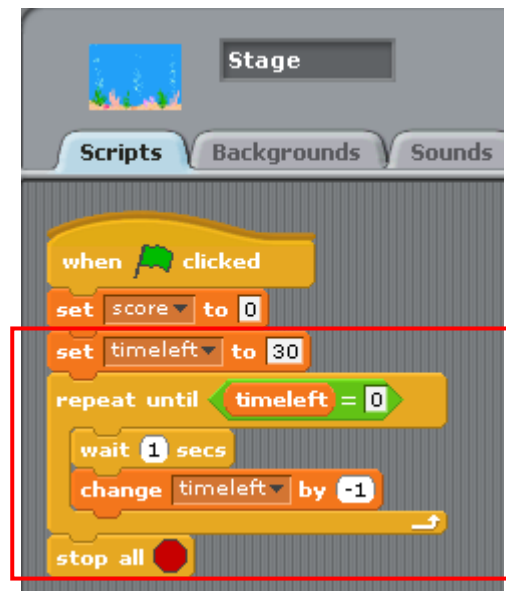 Stage
Scripts Backgrounds Sounds
when clicked
set score to 0
set timeleft to 30
repeat until timeleft = 0
wait 1 secs
change timeleft by -1
stop all